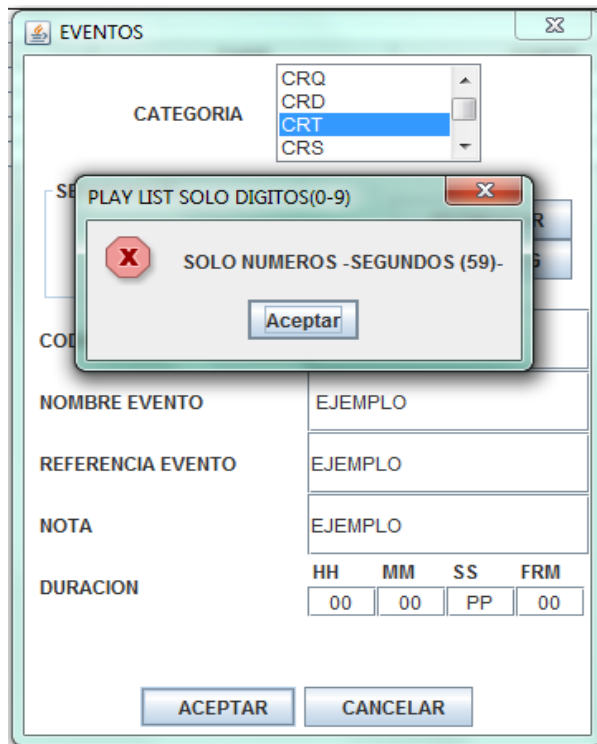 EVENTOS
CRQ
CRD
CATEGORIA
CRT
CRS
PLAY LIST SOLO DIGITOS(0-9)
SOLO NUMEROS -SEGUNDOS (59)-
Aceptar
NOMBRE EVENTO EJEMPLO
REFERENCIA EVENTO EJEMPLO
NOTA EJEMPLO
HH MM SS FRM
DURACION
00 00 PP 00
ACEPTAR CANCELAR